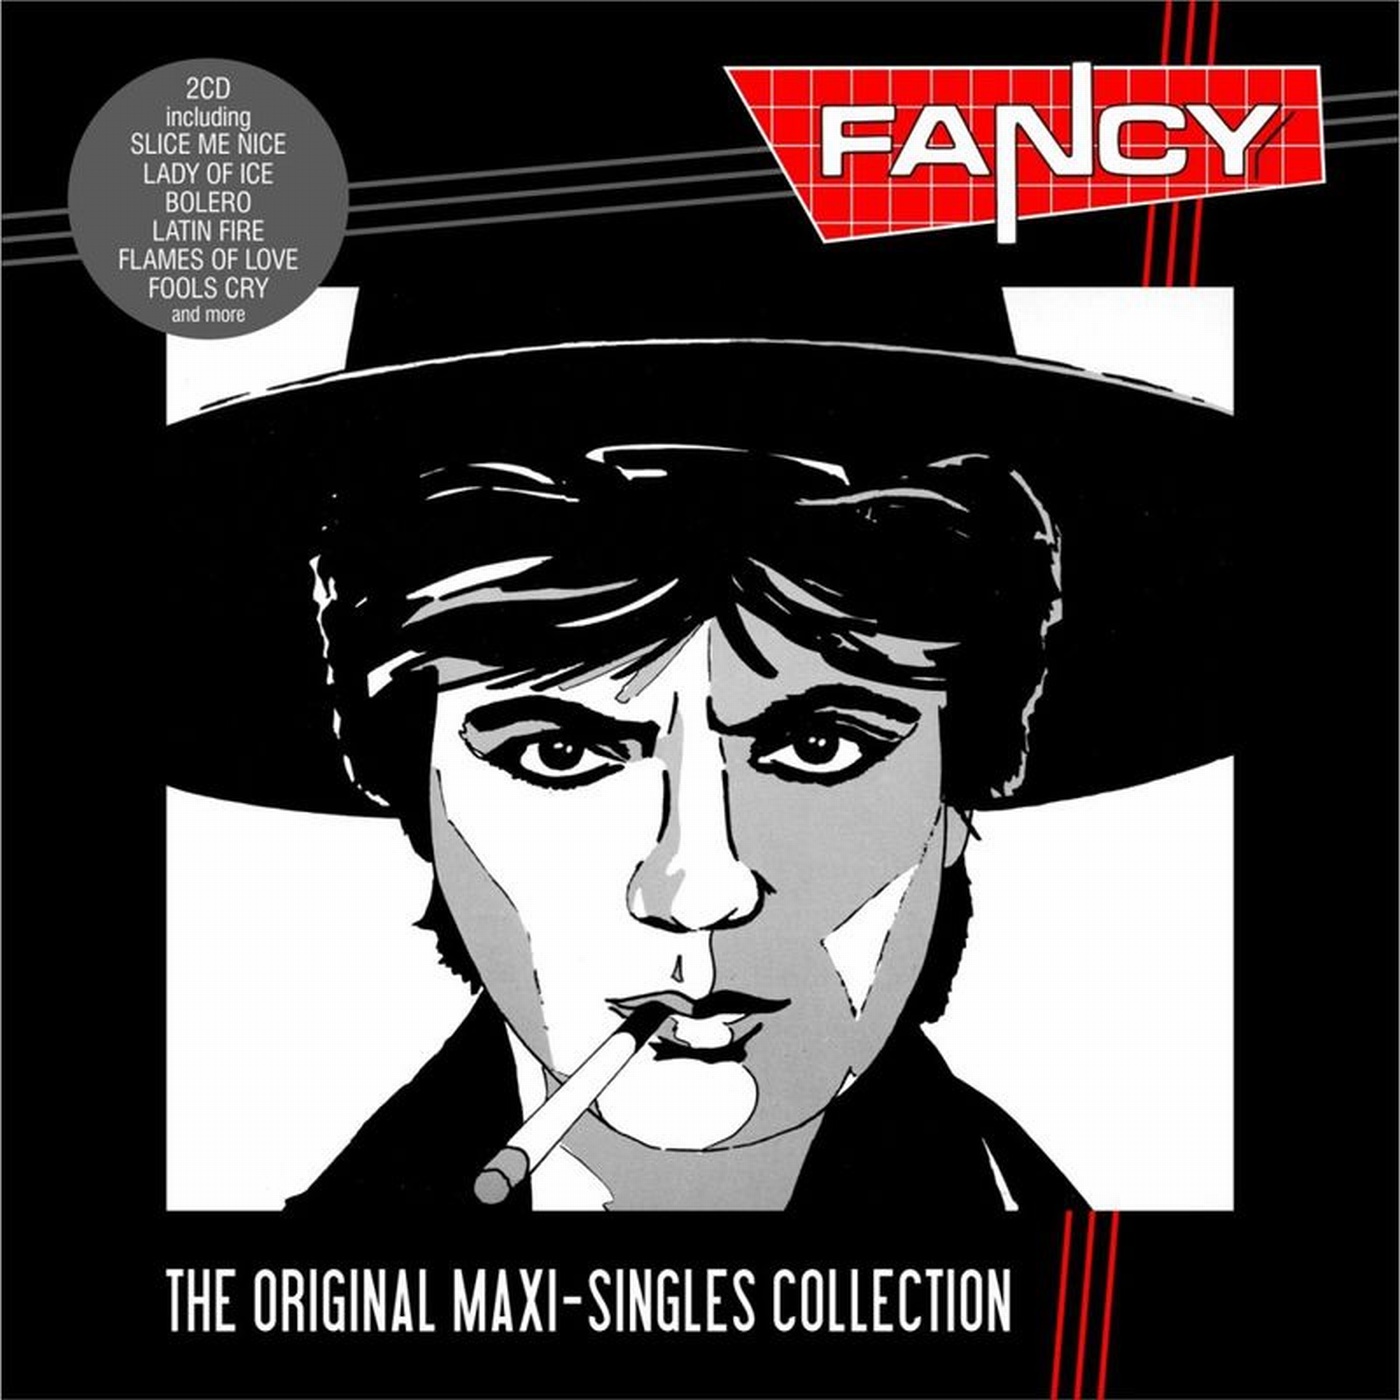 2CD
including
SLICE ME NICE
LADY OF ICE
BOLERO
LATIN FIRE
FLAMES OF LOVE
FOOLS CRY
and more
FANCY
THE ORIGINAL MAXI-SINGLES COLLECTION